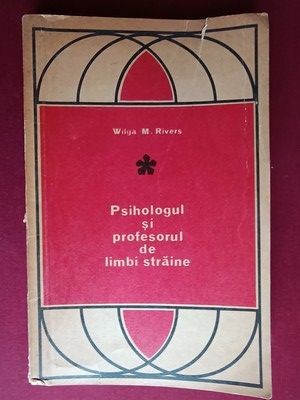 Wilga M. Rivers
Psihologul
și
profesorul
de
limbi străine